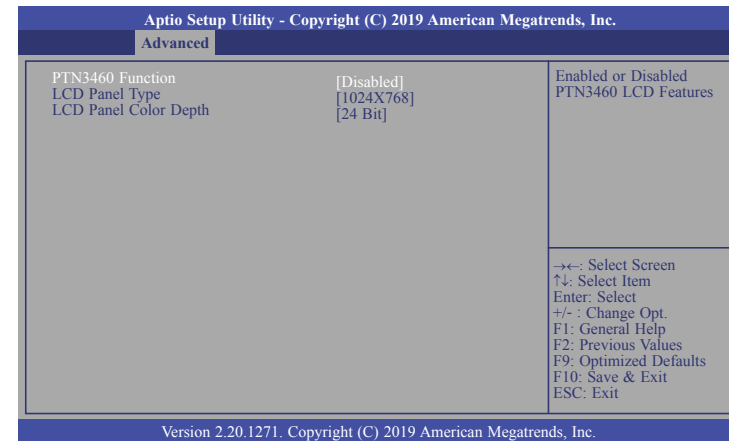 Aptio Setup Utility - Copyright (C) 2019 American Megatrends, Inc.
Advanced
PTN3460 Function [Disabled]
LCD Panel Type [1024X768]
LCD Panel Color Depth [24 Bit]
Enabled or Disabled
PTN3460 LCD Features
→←: Select Screen
↑↓: Select Item
Enter: Select
+/- : Change Opt.
F1: General Help
F2: Previous Values
F9: Optimized Defaults
F10: Save & Exit
ESC: Exit
Version 2.20.1271. Copyright (C) 2019 American Megatrends, Inc.